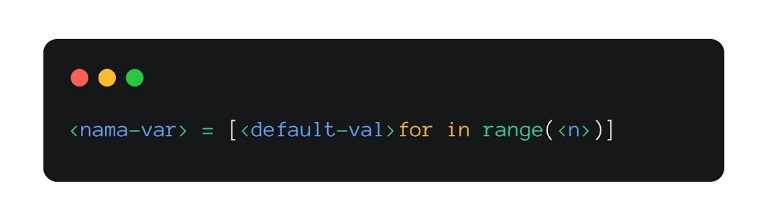 <nama-var> = [<default-val>for in range(<n>)]